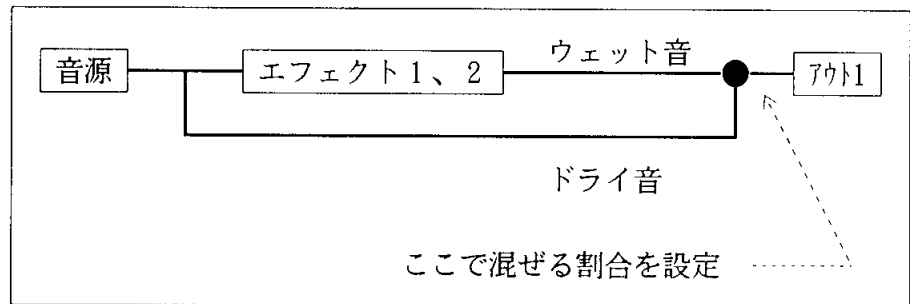 音源
エフェクト1、2
ウェット音
ｱｳﾄ1
ドライ音
ここで混ぜる割合を設定